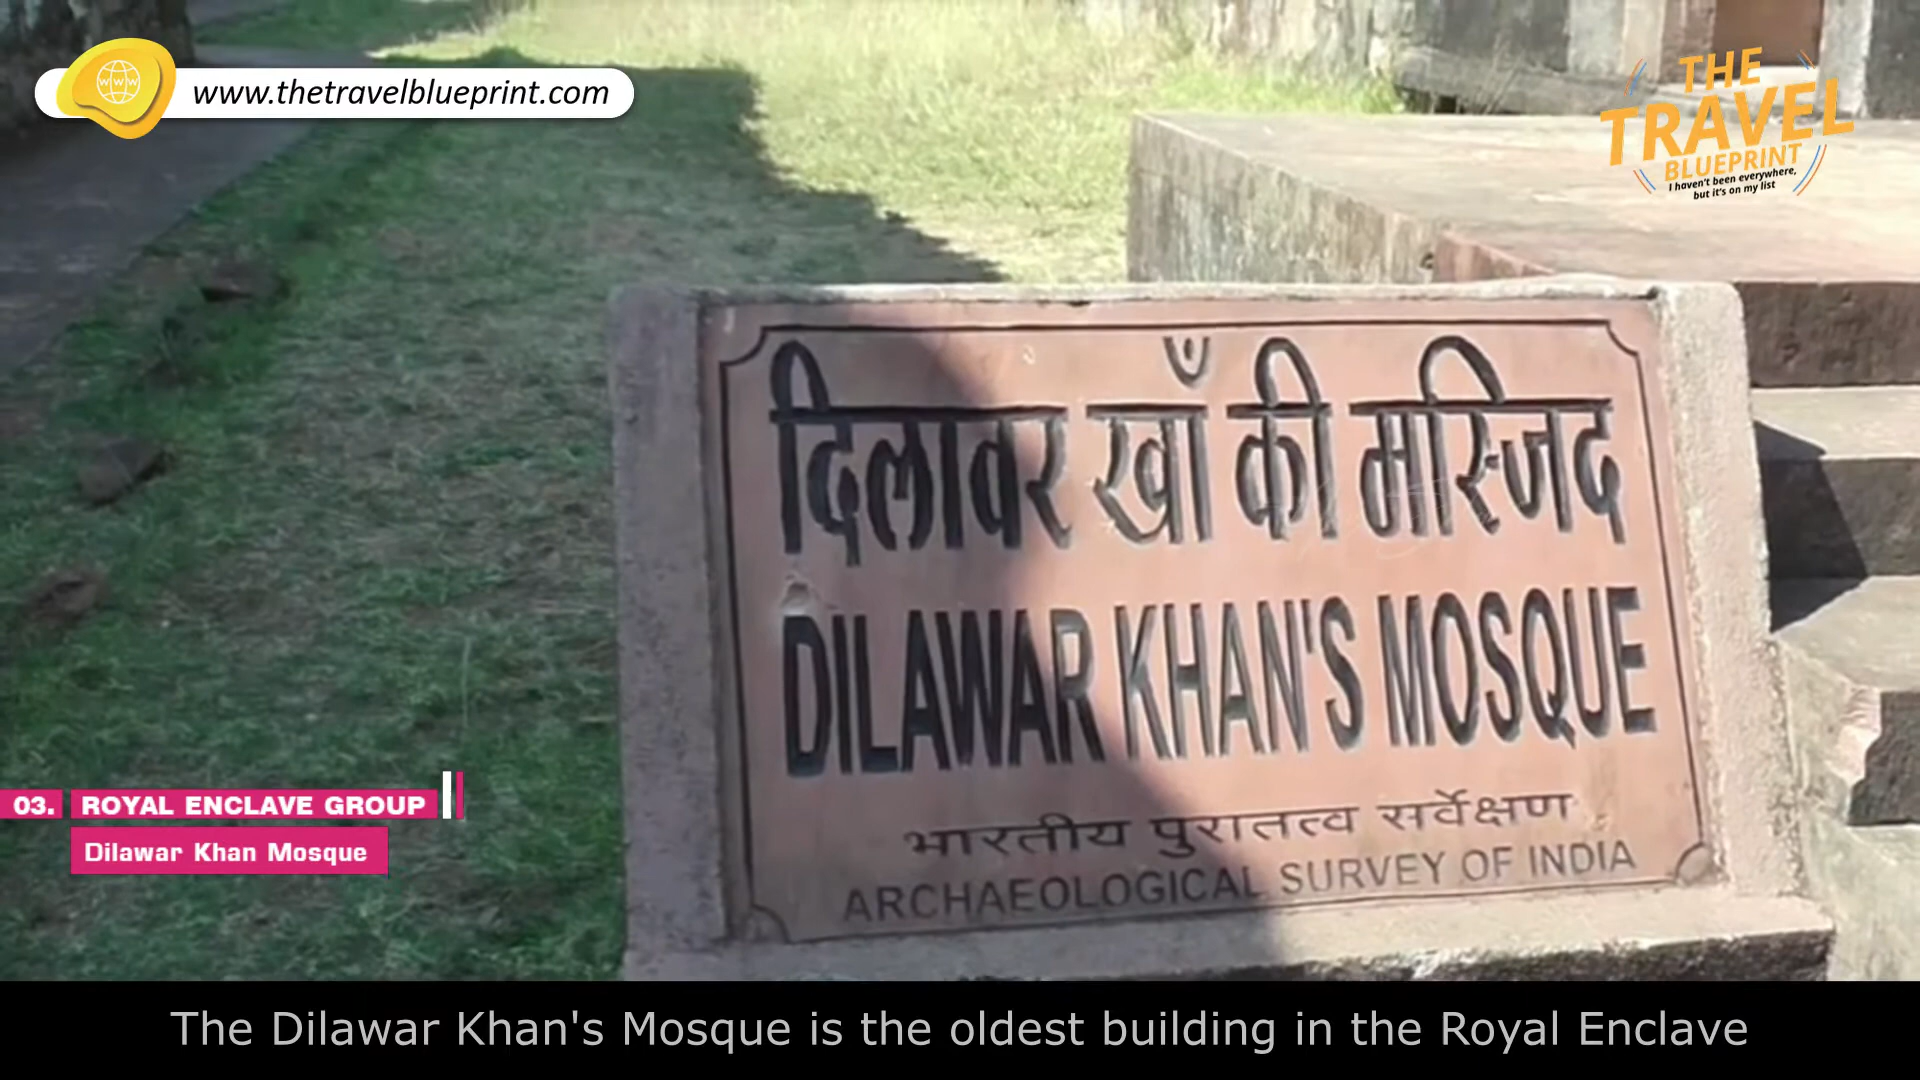 www.thetravelblueprint.com
THE
TRAVEL
BLUEPRINT
I haven't been everywhere,
but it's on my list
दिलावर खाँ की मस्जिद
DILAWAR KHAN'S MOSQUE
भारतीय पुरातत्व सर्वेक्षण
ARCHAEOLOGICAL SURVEY OF INDIA
03. ROYAL ENCLAVE GROUP
Dilawar Khan Mosque
The Dilawar Khan's Mosque is the oldest building in the Royal Enclave